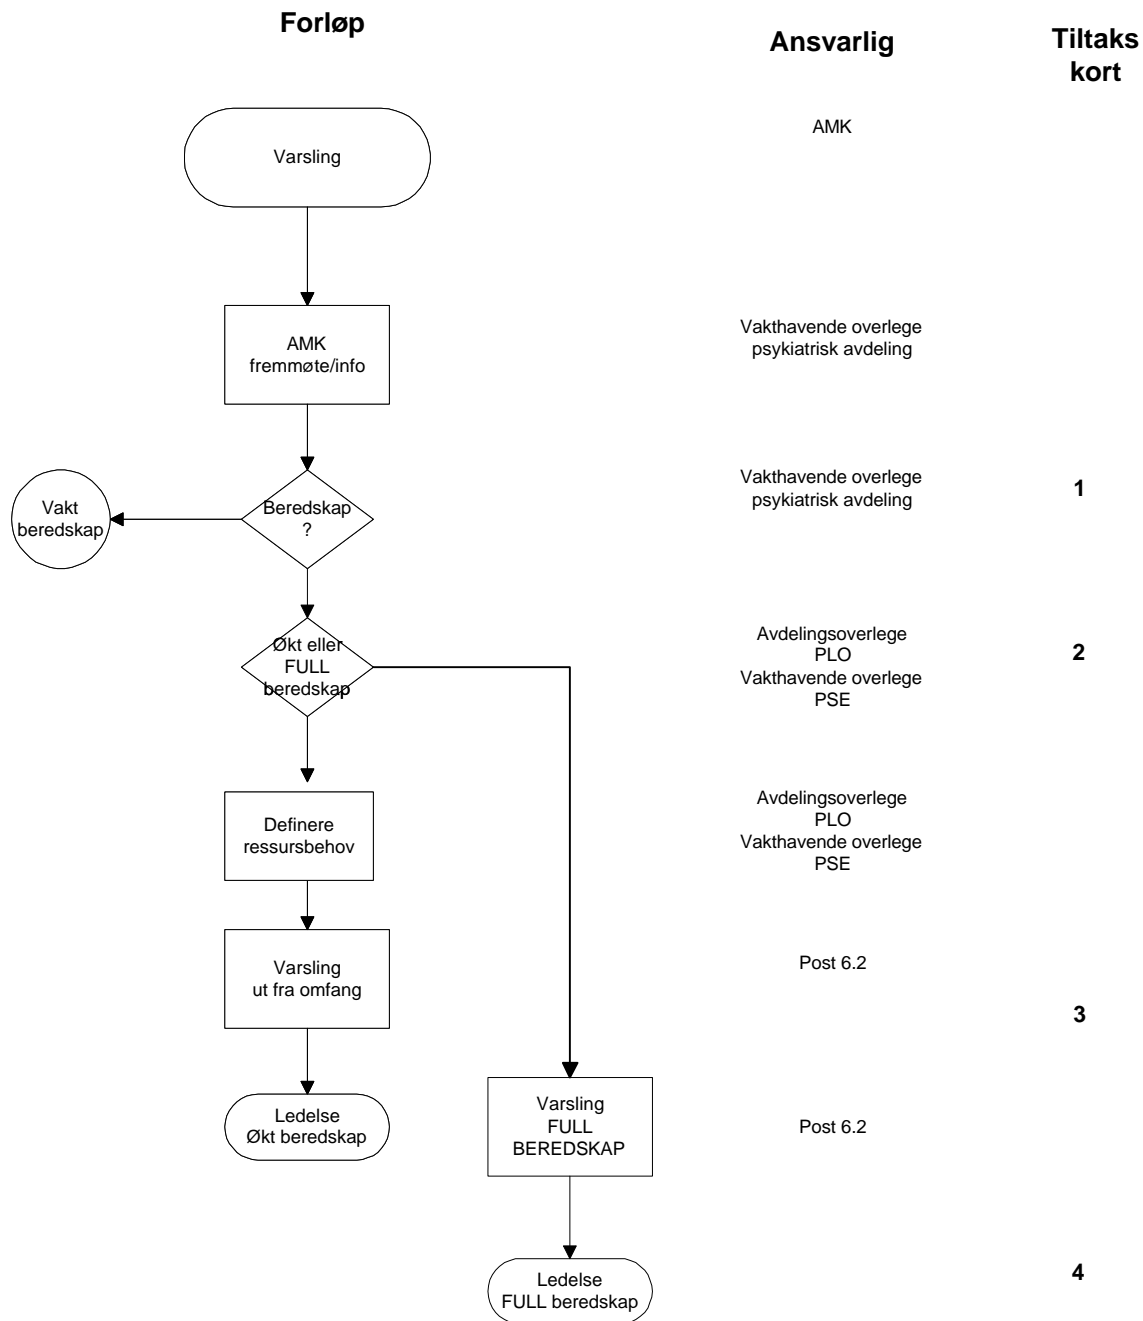 Forløp
Ansvarlig
Tiltaks
kort
Varsling
AMK
AMK
fremmøte/info
Vakthavende overlege
psykiatrisk avdeling
Vakt
beredskap
Beredskap
?
Vakthavende overlege
psykiatrisk avdeling
1
Økt eller
FULL
beredskap
Avdelingsoverlege
PLO
Vakthavende overlege
PSE
2
Definere
ressursbehov
Avdelingsoverlege
PLO
Vakthavende overlege
PSE
Varsling
ut fra omfang
Post 6.2
3
Ledelse
Økt beredskap
Varsling
FULL
BEREDSKAP
Post 6.2
Ledelse
FULL beredskap
4